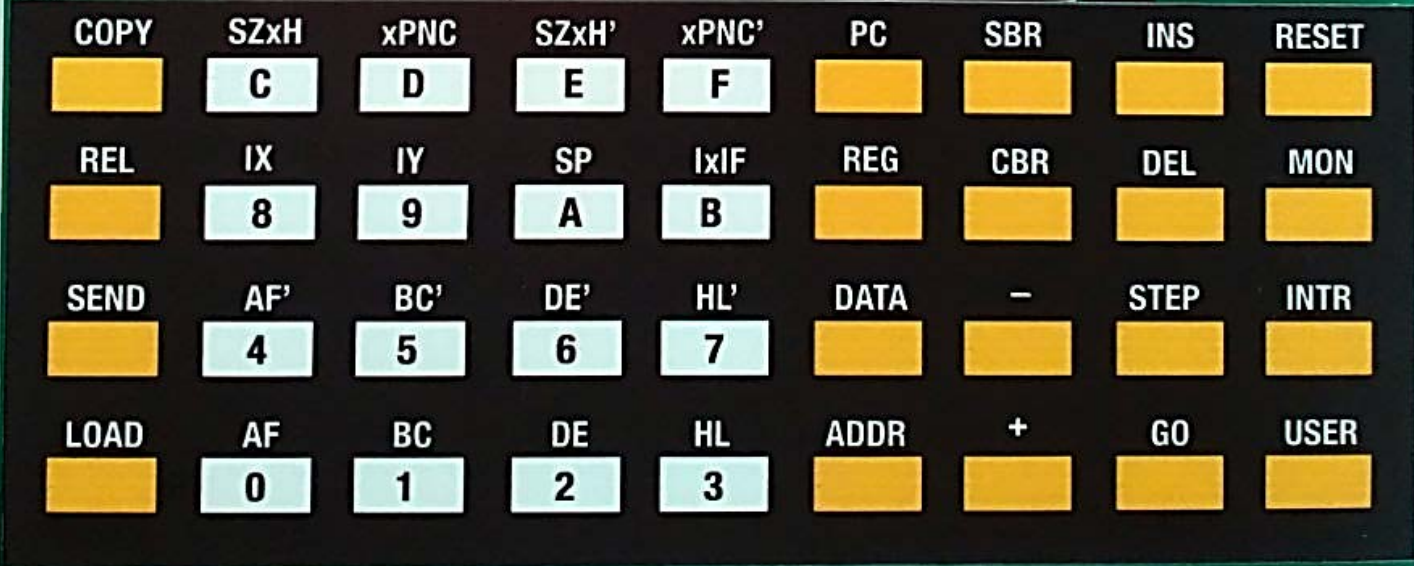 COPY SZxH xPNC SZxH' xPNC' PC SBR INS RESET
C D E F
REL IX IY SP IxIF REG CBR DEL MON
8 9 A B
SEND AF' BC' DE' HL' DATA – STEP INTR
4 5 6 7
LOAD AF BC DE HL ADDR + GO USER
0 1 2 3